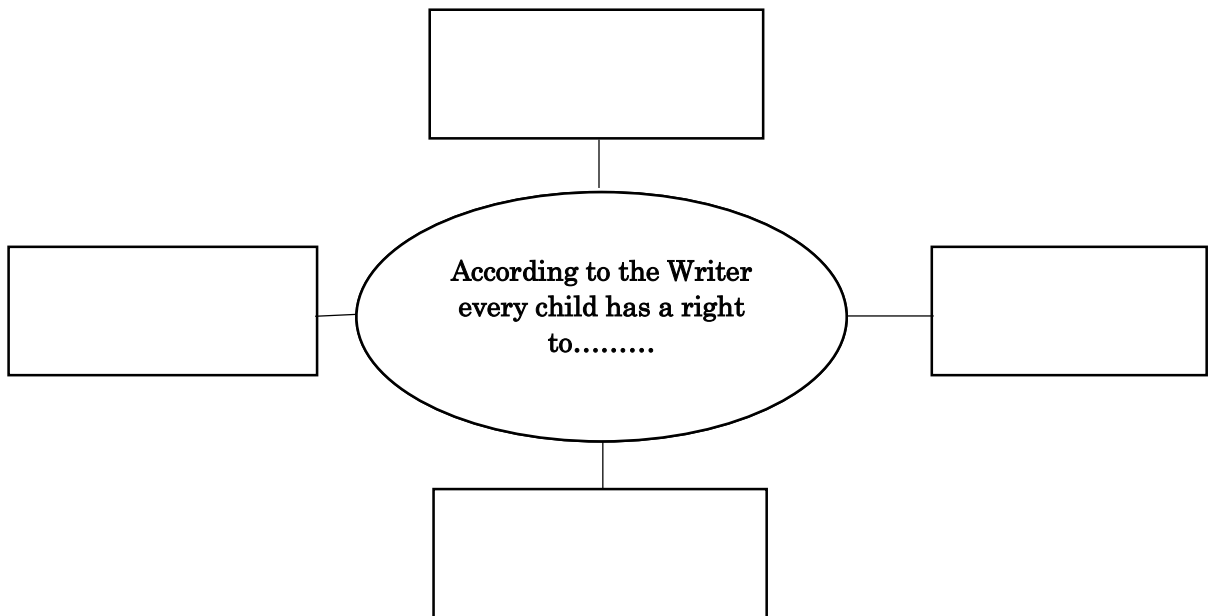 According to the Writer
every child has a right
to.........